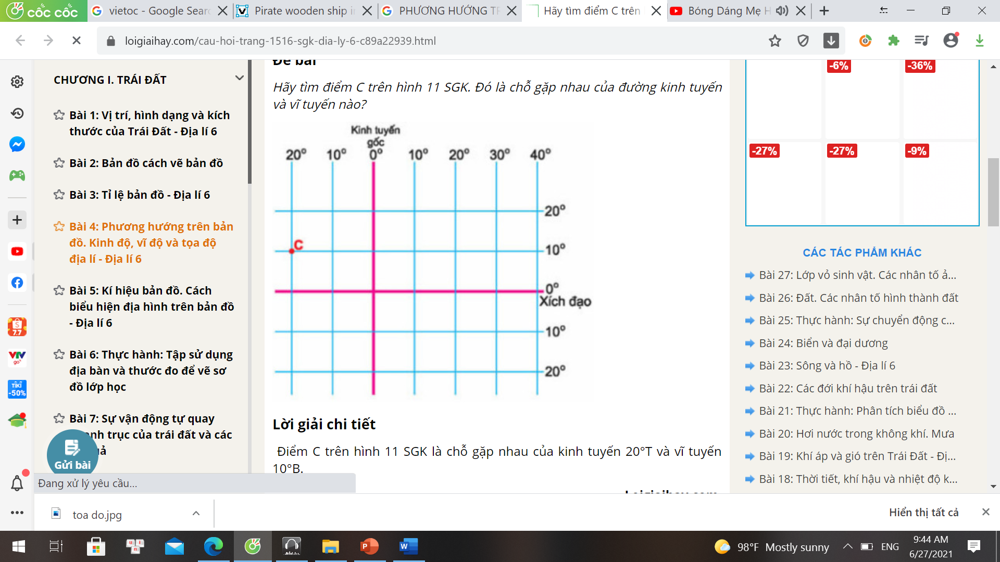 cốc cốc
vietoc - Google Searc
Pirate wooden ship i
PHƯƠNG HƯỚNG TR
Hãy tìm điểm C trên
Bóng Dáng Mẹ H
loigiaihay.com/cau-hoi-trang-1516-sgk-dia-ly-6-c89a22939.html
CHƯƠNG I. TRÁI ĐẤT
Bài 1: Vị trí, hình dạng và kích
thước của Trái Đất - Địa lí 6
Bài 2: Bản đồ cách vẽ bản đồ
Bài 3: Tỉ lệ bản đồ - Địa lí 6
Bài 4: Phương hướng trên bản
đồ. Kinh độ, vĩ độ và tọa độ
địa lí - Địa lí 6
Bài 5: Kí hiệu bản đồ. Cách
biểu hiện địa hình trên bản đồ
- Địa lí 6
Bài 6: Thực hành: Tập sử dụng
địa bàn và thước đo để vẽ sơ
đồ lớp học
Bài 7: Sự vận động tự quay
trục của trái đất và các
Gửi bài
Đang xử lý yêu cầu...
S
7.7
VTV
go
TIKI
-50%
Đề bài
Hãy tìm điểm C trên hình 11 SGK. Đó là chỗ gặp nhau của đường kinh tuyến
và vĩ tuyến nào?
Kinh tuyến
gốc
20° 10° 0° 10° 20° 30° 40°
20°
C
10°
0°
Xích đạo
10°
20°
Lời giải chi tiết
Điểm C trên hình 11 SGK là chỗ gặp nhau của kinh tuyến 20°T và vĩ tuyến
10°B.
Loigiaihay.com
-6% -36%
-27% -27% -9%
CÁC TÁC PHẨM KHÁC
Bài 27: Lớp vỏ sinh vật. Các nhân tố ả...
Bài 26: Đất. Các nhân tố hình thành đất
Bài 25: Thực hành: Sự chuyển động c...
Bài 24: Biển và đại dương
Bài 23: Sông và hồ - Địa lí 6
Bài 22: Các đới khí hậu trên trái đất
Bài 21: Thực hành: Phân tích biểu đồ ...
Bài 20: Hơi nước trong không khí. Mưa
Bài 19: Khí áp và gió trên Trái Đất - Đị...
Bài 18: Thời tiết, khí hậu và nhiệt độ k...
toa do.jpg
Hiển thị tất cả
98°F Mostly sunny
ENG
9:44 AM
6/27/2021